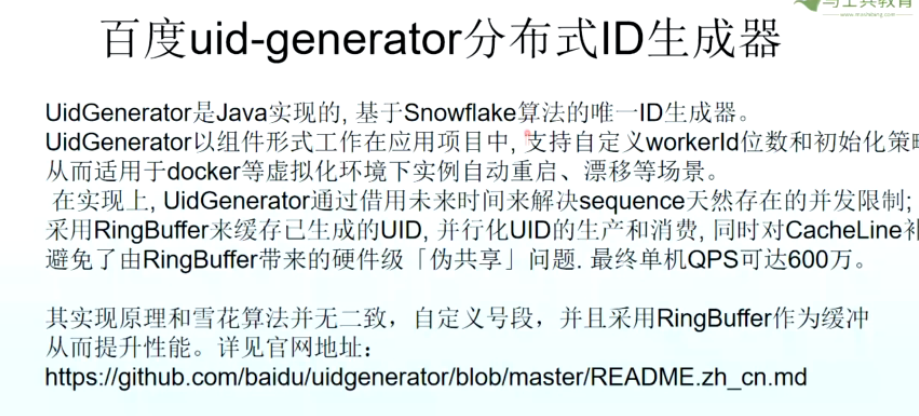 马士兵教育
www.mashibing.com
百度uid-generator分布式ID生成器
UidGenerator是Java实现的, 基于Snowflake算法的唯一ID生成器。
UidGenerator以组件形式工作在应用项目中, 支持自定义workerId位数和初始化策
从而适用于docker等虚拟化环境下实例自动重启、漂移等场景。
在实现上, UidGenerator通过借用未来时间来解决sequence天然存在的并发限制;
采用RingBuffer来缓存已生成的UID, 并行化UID的生产和消费, 同时对CacheLine补
避免了由RingBuffer带来的硬件级「伪共享」问题. 最终单机QPS可达600万。
其实现原理和雪花算法并无二致，自定义号段，并且采用RingBuffer作为缓冲
从而提升性能。详见官网地址：
https://github.com/baidu/uidgenerator/blob/master/README.zh_cn.md